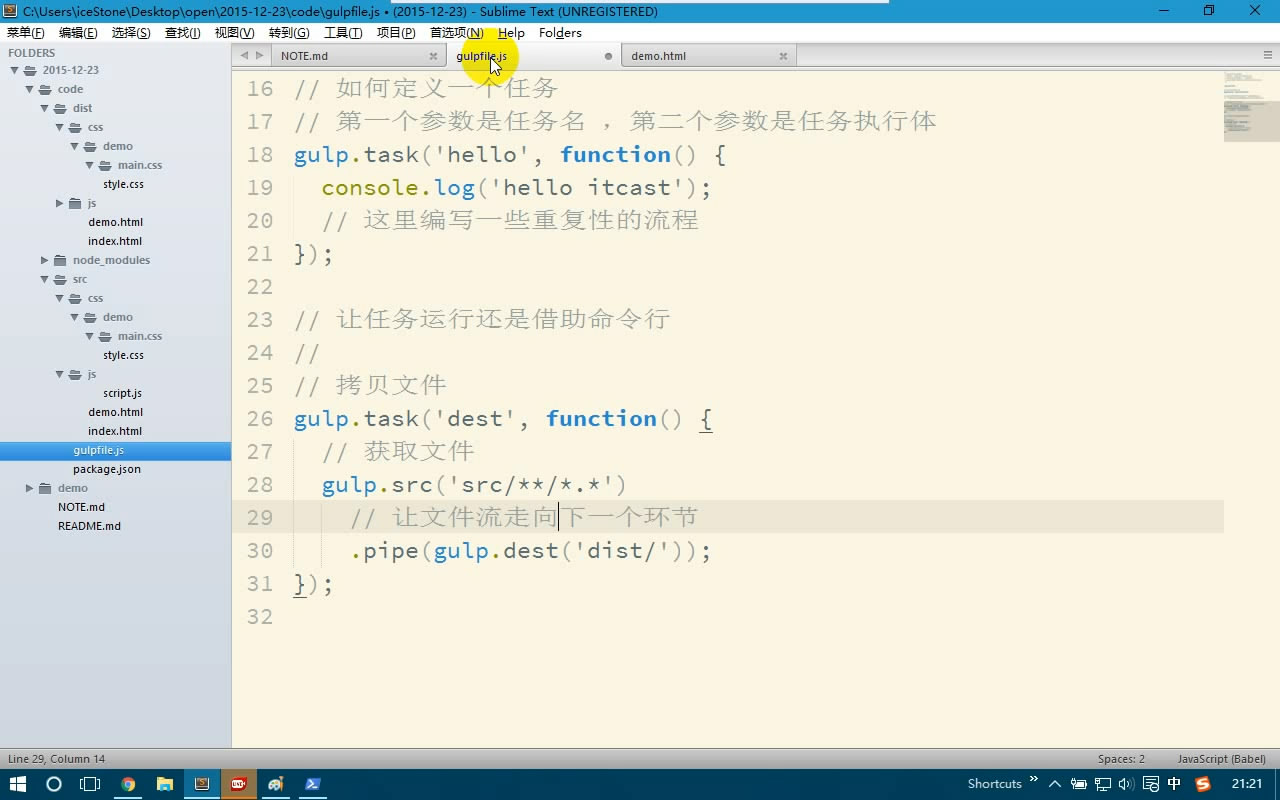 C:\Users\iceStone\Desktop\open\2015-12-23\code\gulpfile.js • (2015-12-23) - Sublime Text (UNREGISTERED)
菜单(F) 编辑(E) 选择(S) 查找(I) 视图(V) 转到(G) 工具(T) 项目(P) 首选项(N) Help Folders
FOLDERS
2015-12-23
code
dist
css
demo
main.css
style.css
js
demo.html
index.html
node_modules
src
css
demo
main.css
style.css
js
script.js
demo.html
index.html
gulpfile.js
package.json
demo
NOTE.md
README.md
NOTE.md gulpfile.js demo.html
16 // 如何定义一个任务
17 // 第一个参数是任务名 ，第二个参数是任务执行体
18 gulp.task('hello', function() {
19 console.log('hello itcast');
20 // 这里编写一些重复性的流程
21 });
22
23 // 让任务运行还是借助命令行
24 //
25 // 拷贝文件
26 gulp.task('dest', function() {
27 // 获取文件
28 gulp.src('src/**/*.*')
29 // 让文件流走向下一个环节
30 .pipe(gulp.dest('dist/'));
31 });
32
Line 29, Column 14 Spaces: 2 JavaScript (Babel)
Shortcuts » 中 21:21